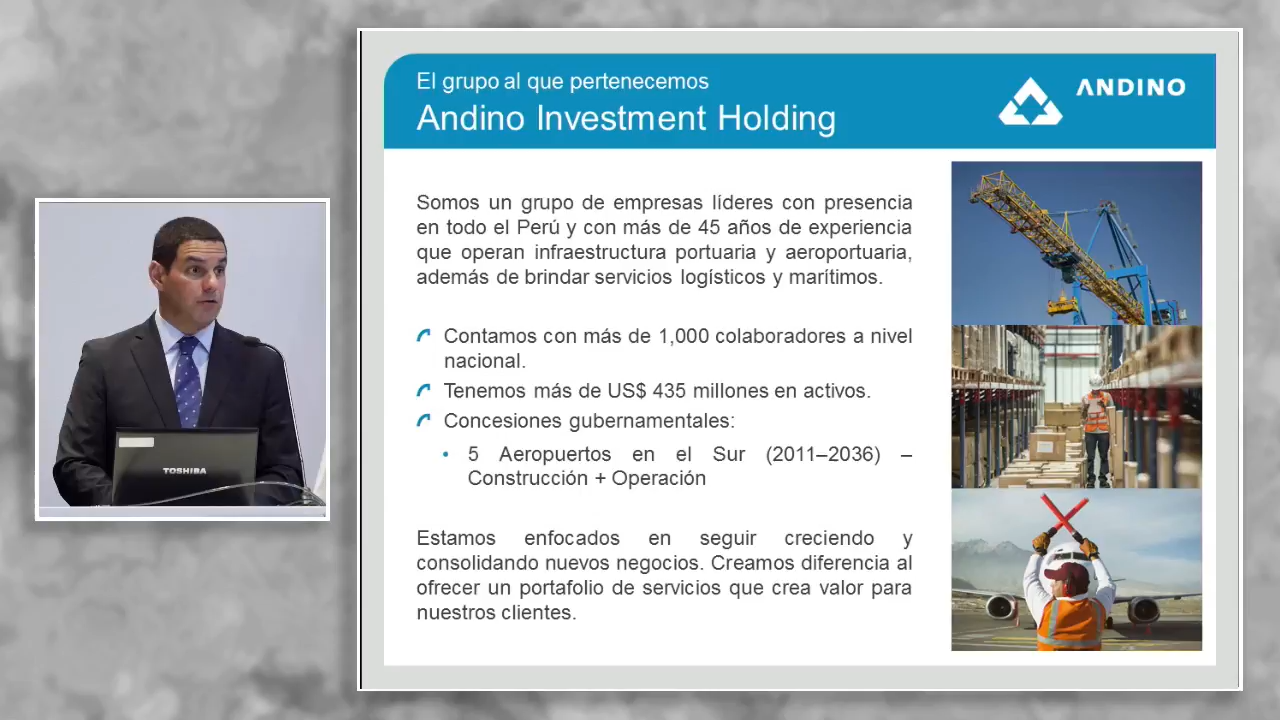 El grupo al que pertenecemos
Andino Investment Holding
ANDINO
Somos un grupo de empresas líderes con presencia
en todo el Perú y con más de 45 años de experiencia
que operan infraestructura portuaria y aeroportuaria,
además de brindar servicios logísticos y marítimos.
Contamos con más de 1,000 colaboradores a nivel
nacional.
Tenemos más de US$ 435 millones en activos.
Concesiones gubernamentales:
• 5 Aeropuertos en el Sur (2011–2036) –
Construcción + Operación
Estamos enfocados en seguir creciendo y
consolidando nuevos negocios. Creamos diferencia al
ofrecer un portafolio de servicios que crea valor para
nuestros clientes.
TOSHIBA